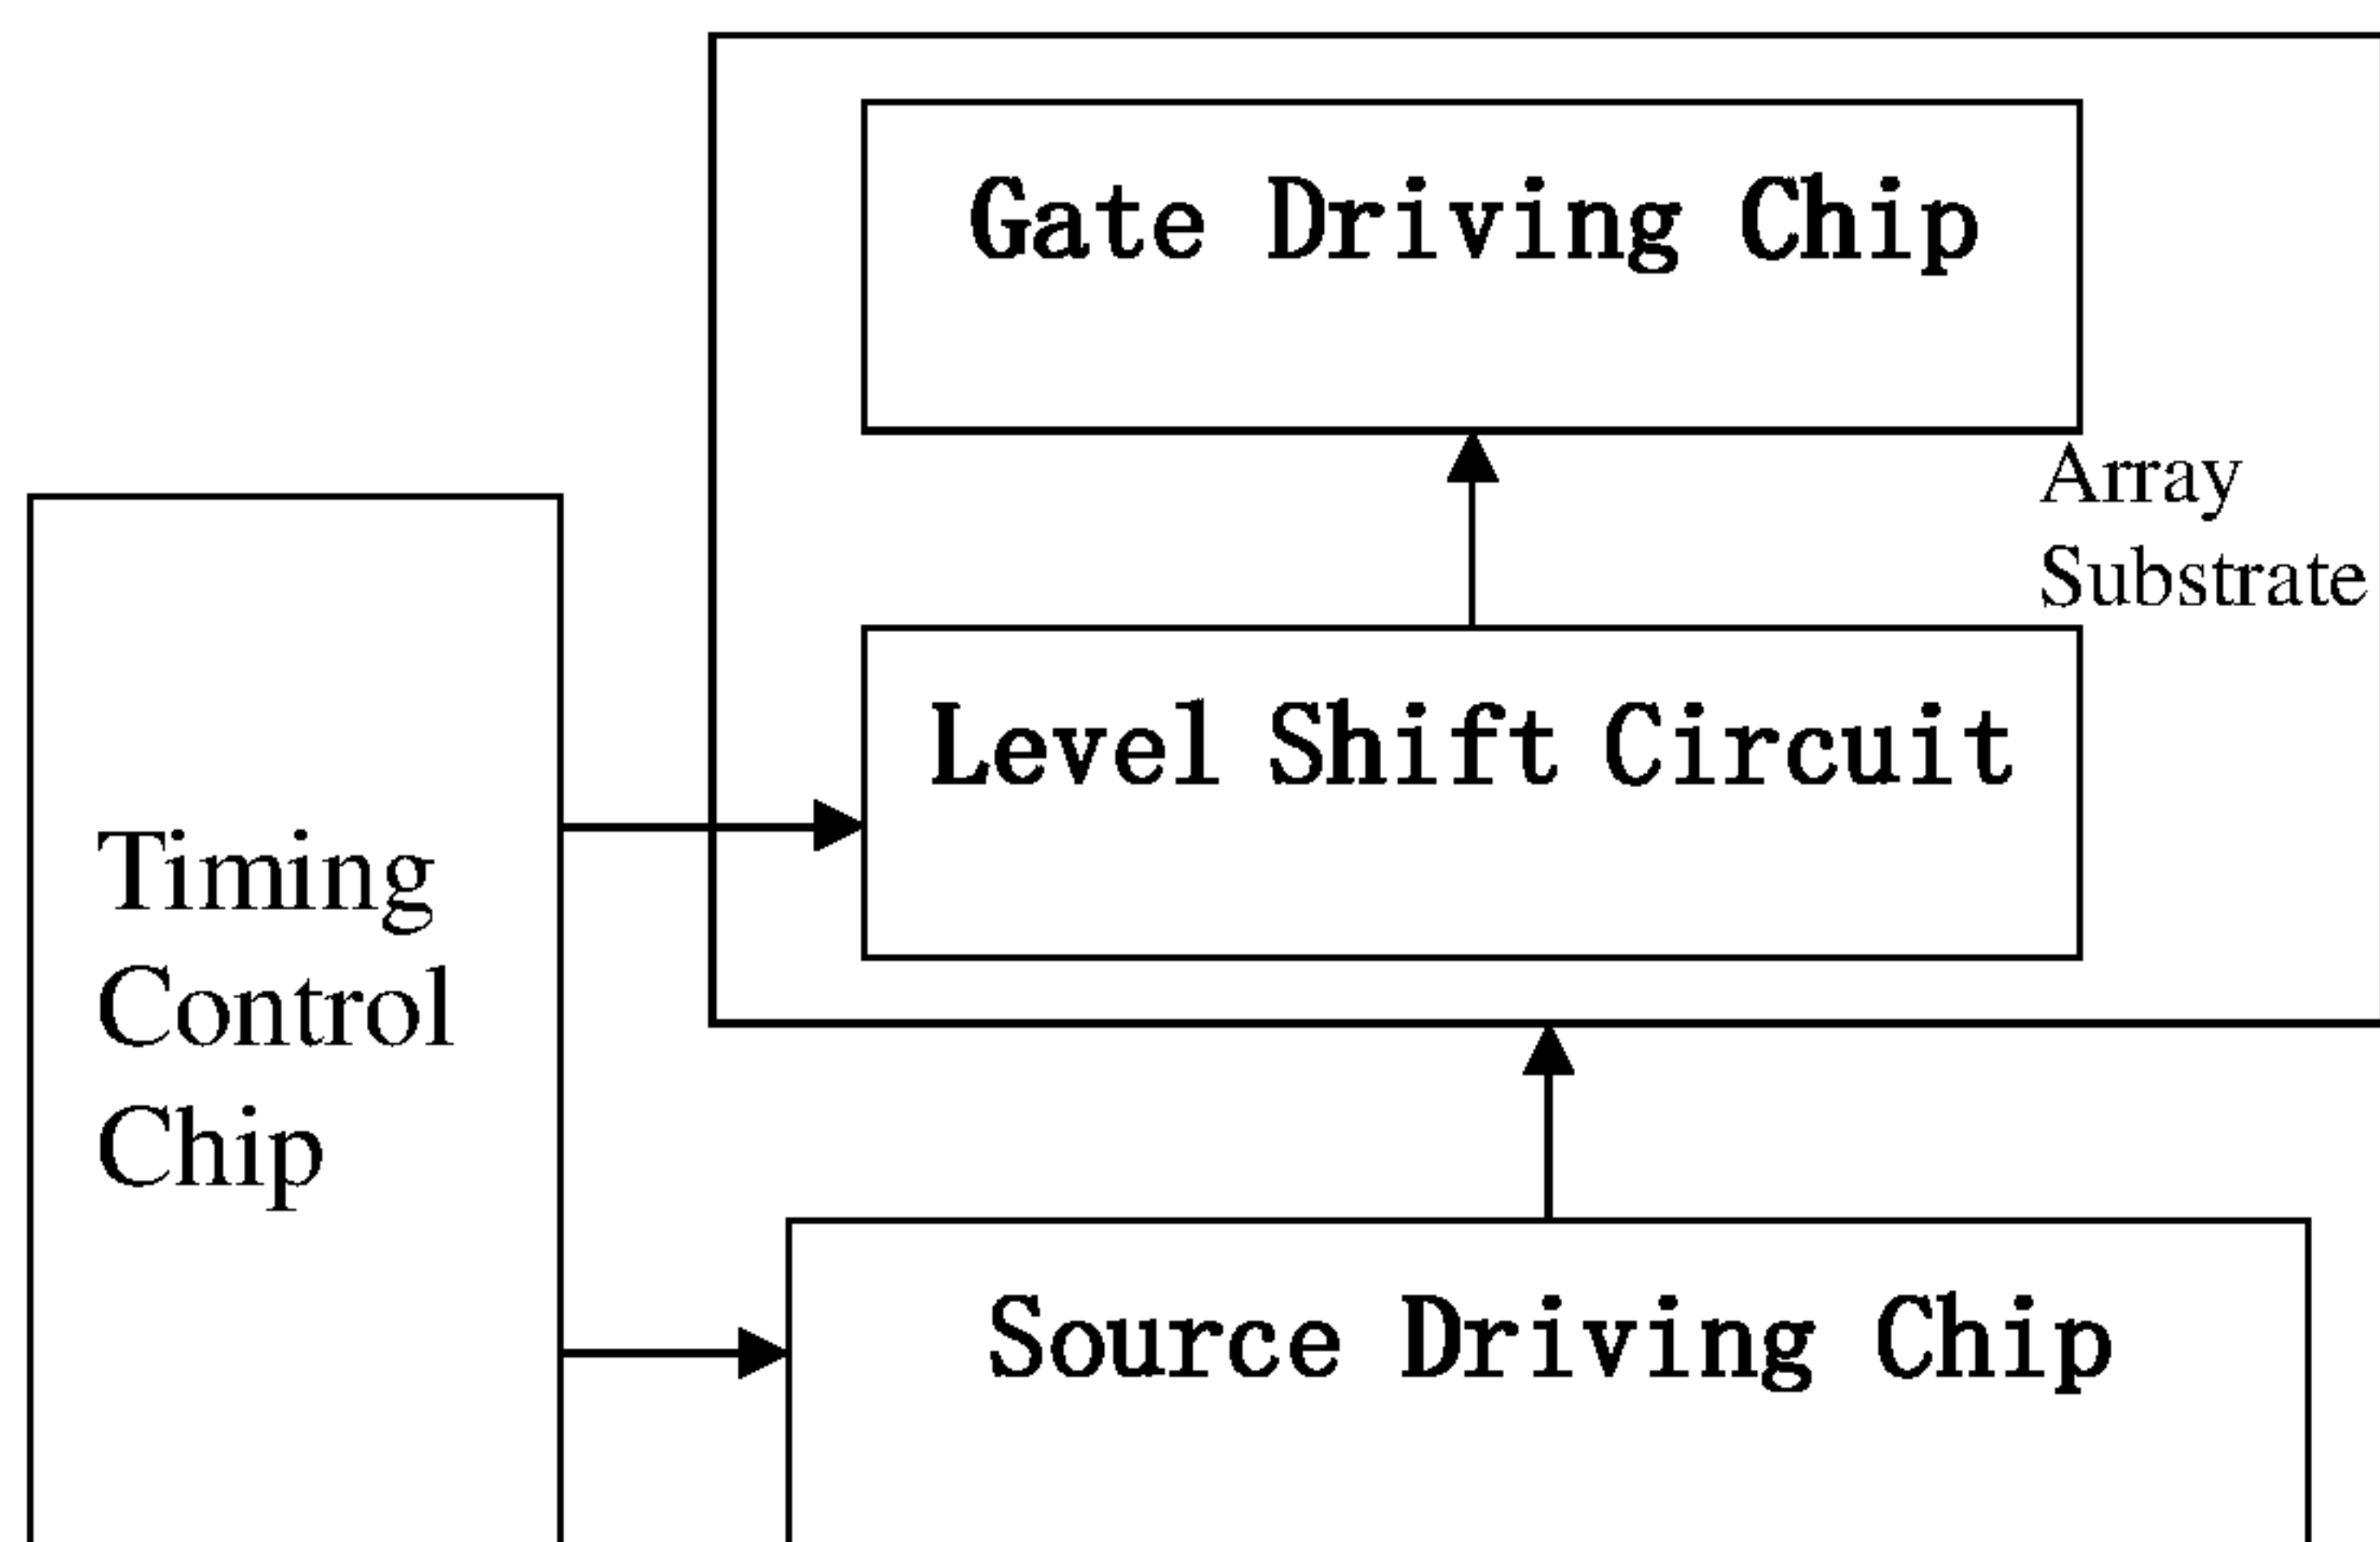 Gate Driving Chip
Array
Substrate
Level Shift Circuit
Timing
Control
Chip
Source Driving Chip